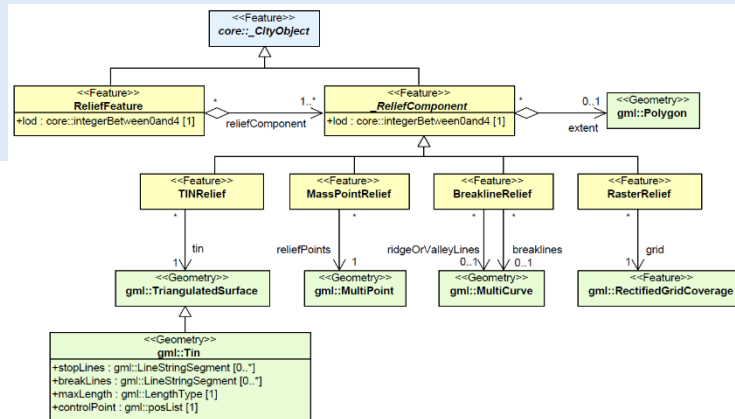 <<Feature>>
core::_CityObject
<<Feature>>
ReliefFeature
+lod : core::integerBetween0and4 [1]
*
1..*
reliefComponent
<<Feature>>
_ReliefComponent
+lod : core::integerBetween0and4 [1]
*
0..1
extent
<<Geometry>>
gml::Polygon
<<Feature>>
TINRelief
<<Feature>>
MassPointRelief
<<Feature>>
BreaklineRelief
<<Feature>>
RasterRelief
*
*
*
*
*
tin
reliefPoints
ridgeOrValleyLines
breaklines
grid
1
1
0..1
0..1
1
<<Geometry>>
gml::TriangulatedSurface
<<Geometry>>
gml::MultiPoint
<<Geometry>>
gml::MultiCurve
<<Feature>>
gml::RectifiedGridCoverage
<<Geometry>>
gml::Tin
+stopLines : gml::LineStringSegment [0..*]
+breakLines : gml::LineStringSegment [0..*]
+maxLength : gml::LengthType [1]
+controlPoint : gml::posList [1]